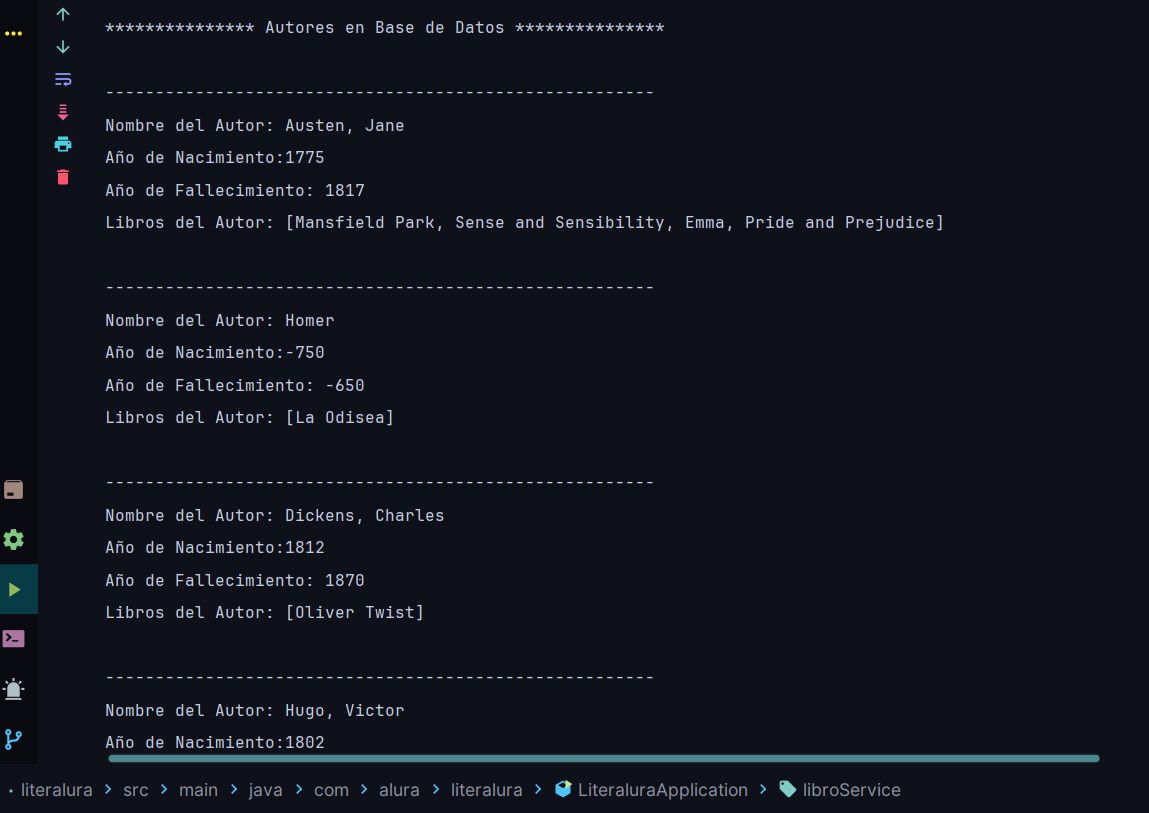 *************** Autores en Base de Datos ***************
-------------------------------------------------------
Nombre del Autor: Austen, Jane
Año de Nacimiento:1775
Año de Fallecimiento: 1817
Libros del Autor: [Mansfield Park, Sense and Sensibility, Emma, Pride and Prejudice]
-------------------------------------------------------
Nombre del Autor: Homer
Año de Nacimiento:-750
Año de Fallecimiento: -650
Libros del Autor: [La Odisea]
-------------------------------------------------------
Nombre del Autor: Dickens, Charles
Año de Nacimiento:1812
Año de Fallecimiento: 1870
Libros del Autor: [Oliver Twist]
-------------------------------------------------------
Nombre del Autor: Hugo, Victor
Año de Nacimiento:1802
literalura > src > main > java > com > alura > literalura > LiteraluraApplication > libroService